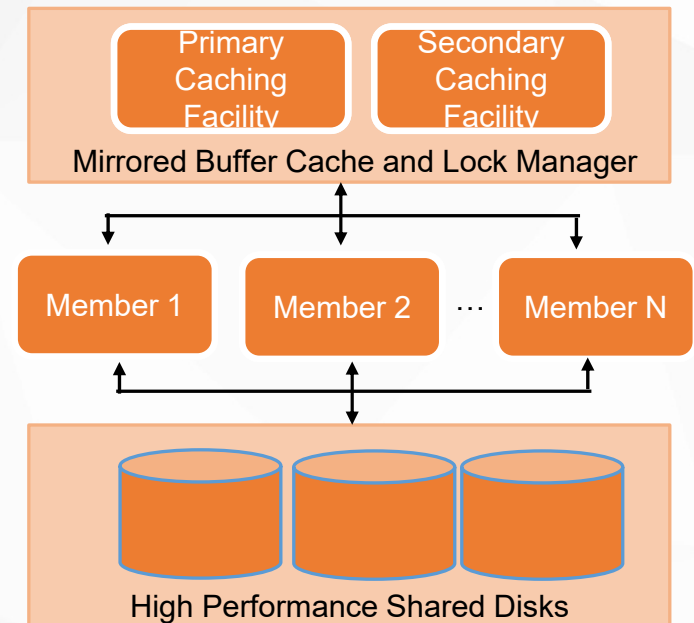 Primary
Caching
Facility
Secondary
Caching
Facility
Mirrored Buffer Cache and Lock Manager
Member 1
Member 2
...
Member N
High Performance Shared Disks